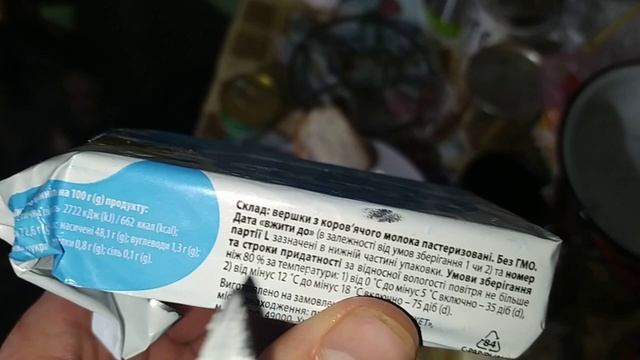 на 100 г (g) продукту:
2722 кДж (kJ) / 662 ккал (kcal);
насичені 48,1 г (g); вуглеводи 1,3 г (g);
0,8 г (g); сіль 0,1 г (g).
Склад: вершки з коров'ячого молока пастеризовані. Без ГМО.
Дата «вжити до» (в залежності від умов зберігання 1 чи 2) та номер
партії L зазначені в нижній частині упаковки. Умови зберігання
та строки придатності за відносної вологості повітря не більше
ніж 80 % за температури: 1) від 0 °С до мінус 5 °С включно – 35 діб (d),
2) від мінус 12 °С до мінус 18 °С включно – 75 діб (d).
Виготовлено на замовлен
49000
84